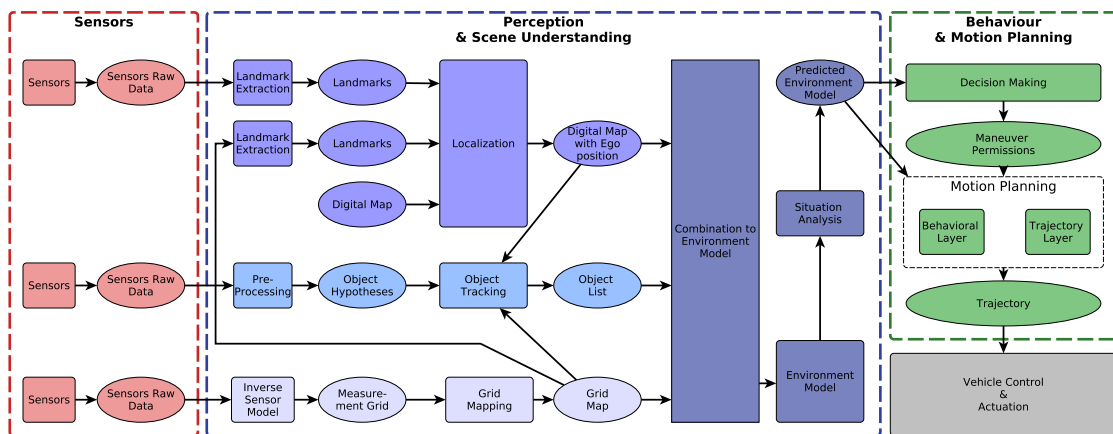 Sensors
Perception
& Scene Understanding
Behaviour
& Motion Planning
Sensors
Sensors Raw
Data
Landmark
Extraction
Landmarks
Landmark
Extraction
Landmarks
Digital Map
Localization
Digital Map
with Ego
position
Sensors
Sensors Raw
Data
Pre-
Processing
Object
Hypotheses
Object
Tracking
Object
List
Sensors
Sensors Raw
Data
Inverse
Sensor
Model
Measure-
ment Grid
Grid
Mapping
Grid
Map
Combination to
Environment
Model
Predicted
Environment
Model
Situation
Analysis
Environment
Model
Decision Making
Maneuver
Permissions
Motion Planning
Behavioral
Layer
Trajectory
Layer
Trajectory
Vehicle Control
&
Actuation